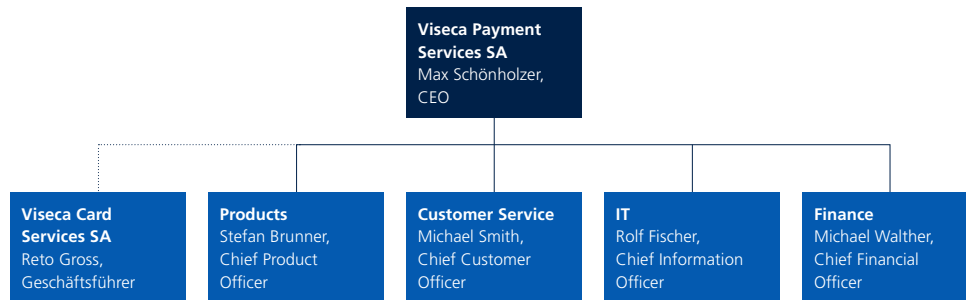 Viseca Payment
Services SA
Max Schönholzer,
CEO
Viseca Card
Services SA
Reto Gross,
Geschäftsführer
Products
Stefan Brunner,
Chief Product
Officer
Customer Service
Michael Smith,
Chief Customer
Officer
IT
Rolf Fischer,
Chief Information
Officer
Finance
Michael Walther,
Chief Financial
Officer